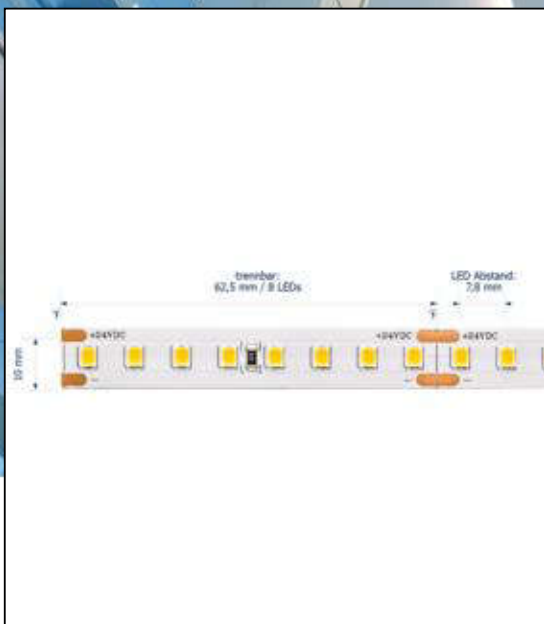 trennbar:
62,5 mm / 8 LEDs
LED Abstand:
7,8 mm
+24VDC
+24VDC
+24VDC
10 mm